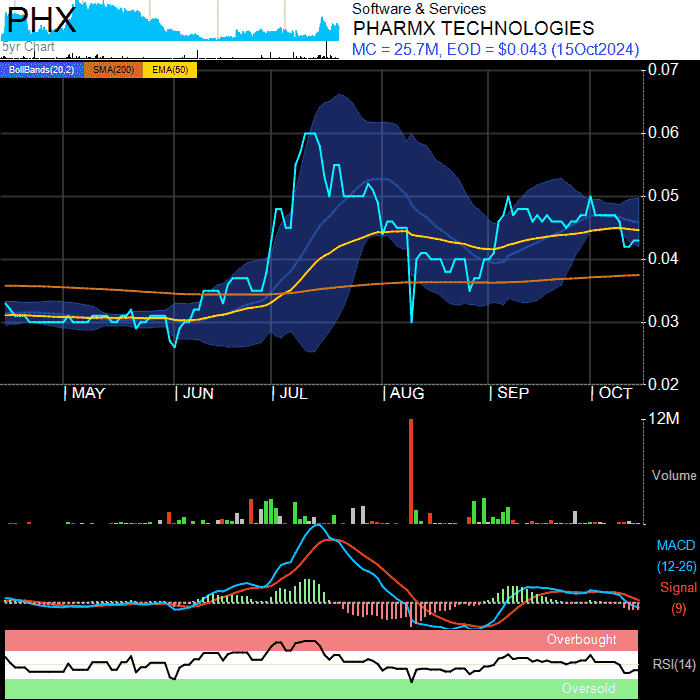 PHX
5yr Chart
Software & Services
PHARMX TECHNOLOGIES
MC = 25.7M, EOD = $0.043 (15Oct2024)
BollBands(20,2) SMA(200) EMA(50)
0.07
0.06
0.05
0.04
0.03
0.02
MAY JUN JUL AUG SEP OCT
12M
Volume
MACD
(12-26)
Signal
(9)
Overbought
RSI(14)
Oversold